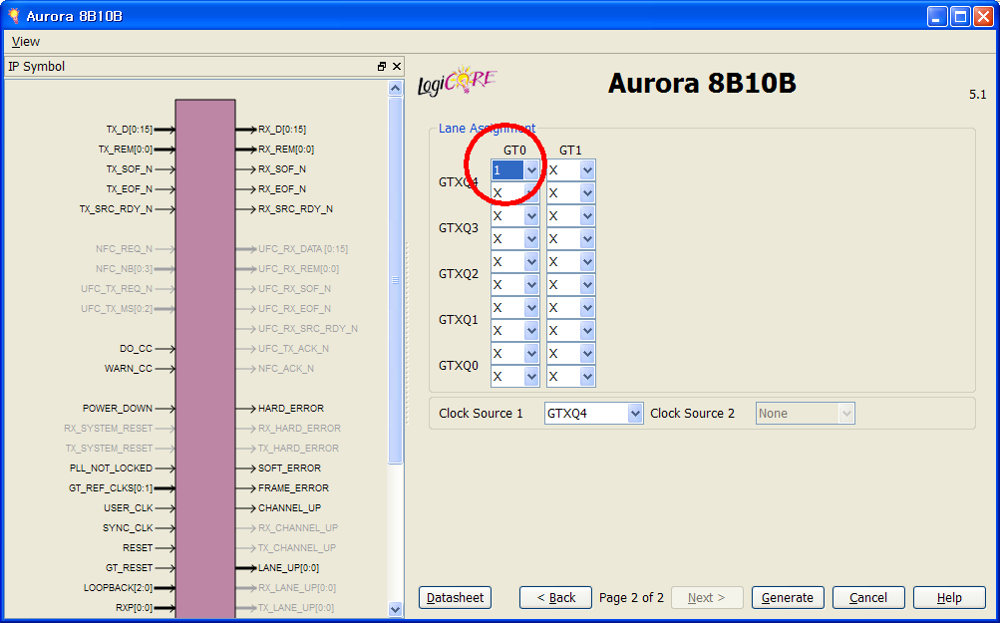 Aurora 8B10B
View
IP Symbol
TX_D[0:15]
RX_D[0:15]
TX_REM[0:0]
RX_REM[0:0]
TX_SOF_N
RX_SOF_N
TX_EOF_N
RX_EOF_N
TX_SRC_RDY_N
RX_SRC_RDY_N
NFC_REQ_N
UFC_RX_DATA [0:15]
NFC_NB[0:3]
UFC_RX_REM[0:0]
UFC_TX_REQ_N
UFC_RX_SOF_N
UFC_TX_MS[0:2]
UFC_RX_EOF_N
UFC_RX_SRC_RDY_N
DO_CC
UFC_TX_ACK_N
WARN_CC
NFC_ACK_N
POWER_DOWN
HARD_ERROR
RX_SYSTEM_RESET
RX_HARD_ERROR
TX_SYSTEM_RESET
TX_HARD_ERROR
PLL_NOT_LOCKED
SOFT_ERROR
GT_REF_CLKS[0:1]
FRAME_ERROR
USER_CLK
CHANNEL_UP
SYNC_CLK
RX_CHANNEL_UP
RESET
TX_CHANNEL_UP
GT_RESET
LANE_UP[0:0]
LOOPBACK[2:0]
RX_LANE_UP[0:0]
RXP[0:0]
TX_LANE_UP[0:0]
LogiCORE
Aurora 8B10B
5.1
Lane Assignment
GT0 GT1
GTXQ4
1 X
X X
GTXQ3
X X
X X
GTXQ2
X X
X X
GTXQ1
X X
X X
GTXQ0
X X
X X
Clock Source 1 GTXQ4 Clock Source 2 None
Datasheet < Back Page 2 of 2 Next > Generate Cancel Help